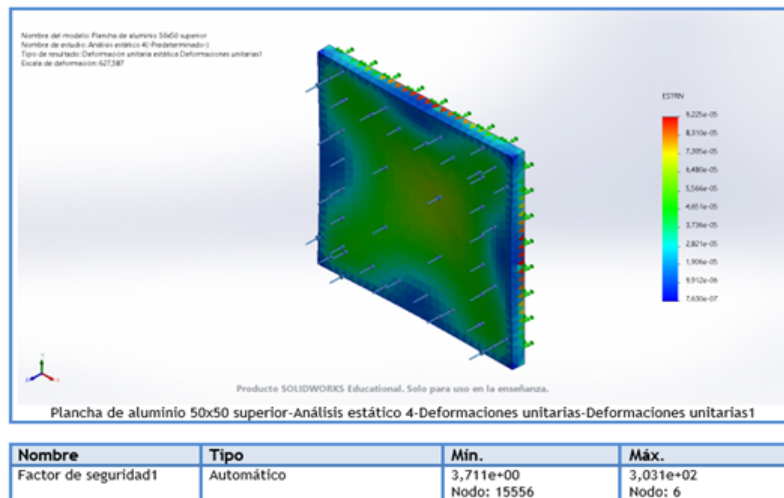 Nombre del modelo: Plancha de aluminio 50x50 superior
Nombre de estudio: Análisis estático 4(-Predeterminado-)
Tipo de resultado: Deformación unitaria estática Deformaciones unitarias1
Escala de deformación: 627,587
ESTRN
9,225e-05
8,310e-05
7,395e-05
6,480e-05
5,566e-05
4,651e-05
3,736e-05
2,821e-05
1,906e-05
9,912e-06
7,630e-07
Producto SOLIDWORKS Educational. Solo para uso en la enseñanza.
Plancha de aluminio 50x50 superior-Análisis estático 4-Deformaciones unitarias-Deformaciones unitarias1
Nombre Tipo Mín. Máx.
Factor de seguridad1 Automático 3,711e+00 3,031e+02
Nodo: 15556 Nodo: 6